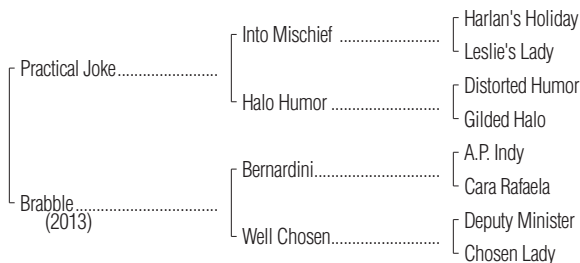 Harlan's Holiday
Into Mischief ....................
Leslie's Lady
Practical Joke ........................
Distorted Humor
Halo Humor ......................
Gilded Halo
A.P. Indy
Bernardini ..........................
Cara Rafaela
Brabble ................................
(2013)
Deputy Minister
Well Chosen ......................
Chosen Lady